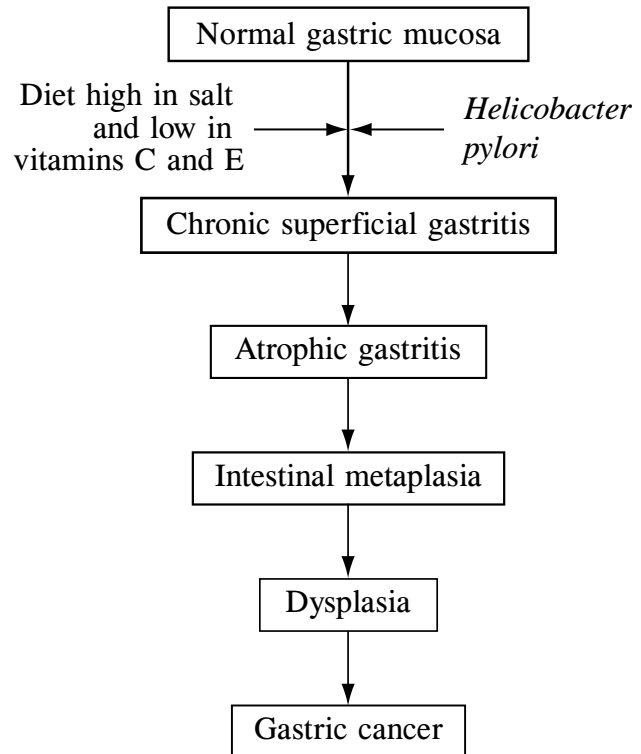 Normal gastric mucosa
Diet high in salt
and low in
vitamins C and E
Helicobacter
pylori
Chronic superficial gastritis
Atrophic gastritis
Intestinal metaplasia
Dysplasia
Gastric cancer